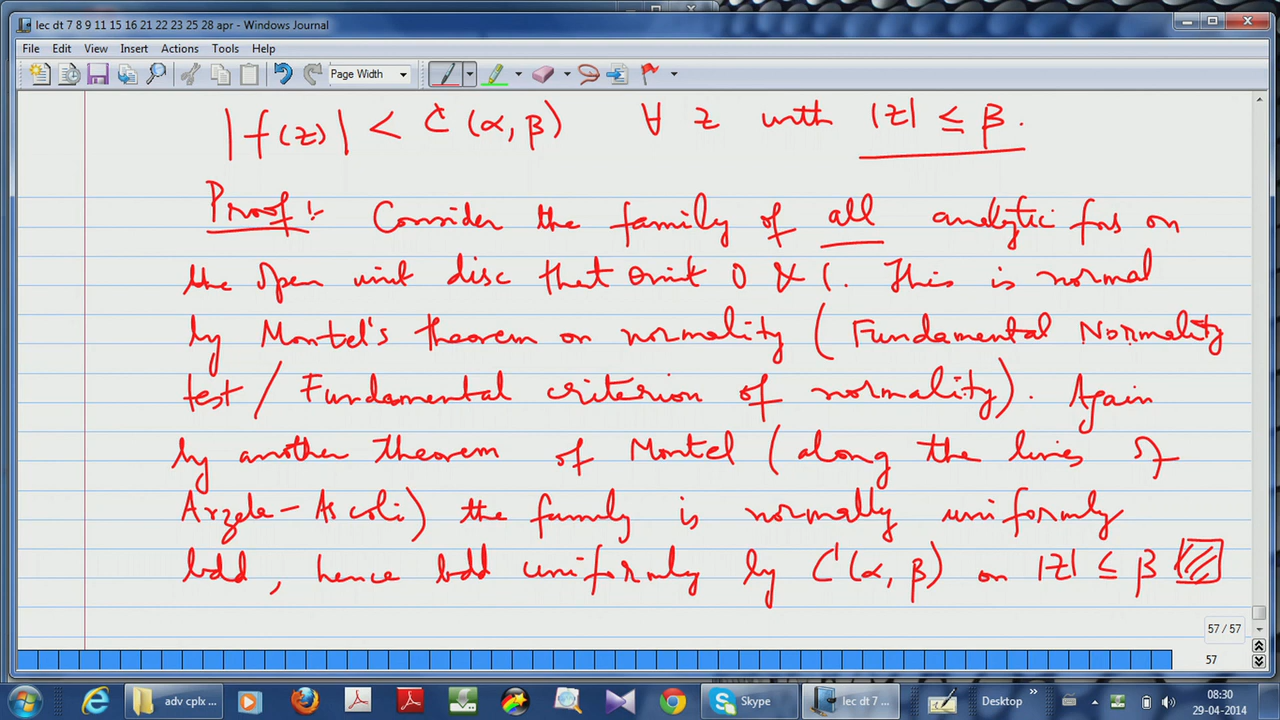 lec dt 7 8 9 11 15 16 21 22 23 25 28 apr - Windows Journal
File Edit View Insert Actions Tools Help
Page Width
|f(z)| < C(α, β) ∀ z with |z| ≤ β.
Proof:- Consider the family of all analytic fns on
the open unit disc that omit 0 & 1. This is normal
by Montel's theorem on normality (Fundamental Normality
test / Fundamental criterion of normality). Again
by another theorem of Montel (along the lines of
Arzela-Ascoli) the family is normally uniformly
bdd, hence bdd uniformly by C(α, β) on |z| ≤ β
57 / 57
57
adv cplx ...
Skype
lec dt 7 ...
Desktop
08:30
29-04-2014